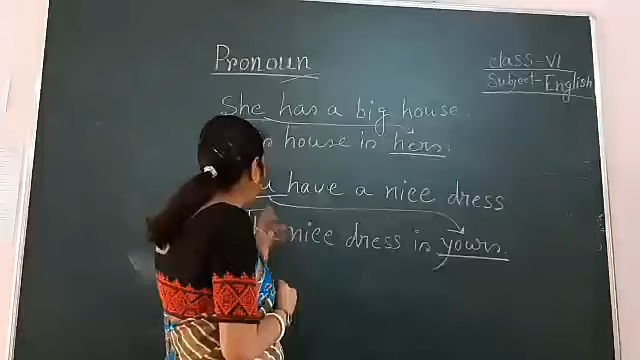 Pronoun
class-VI
Subject-English
She has a big house.
house is hers.
have a nice dress
nice dress is yours.